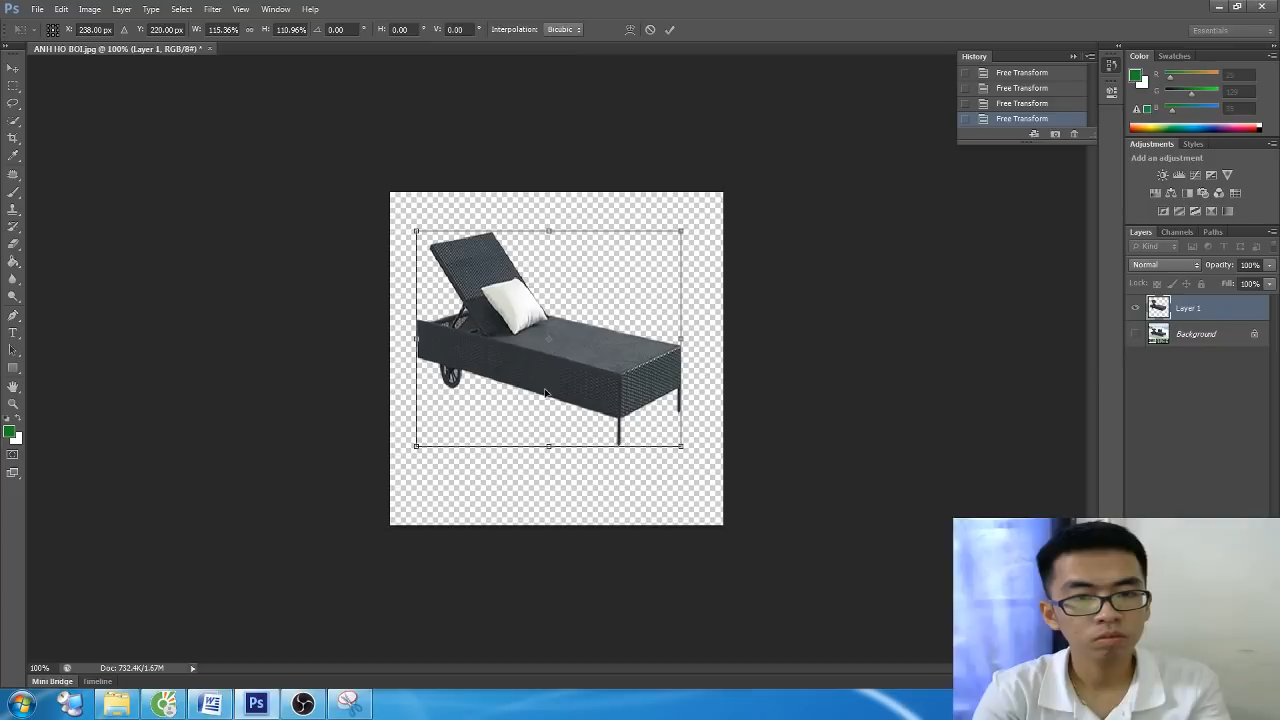 Ps File Edit Image Layer Type Select Filter View Window Help
X: 238.00 px Y: 220.00 px W: 115.36% H: 110.96% 0.00 ° H: 0.00 ° V: 0.00 ° Interpolation: Bicubic Essentials
ANH HO BOI.jpg @ 100% (Layer 1, RGB/8#) * ×
History
Free Transform
Free Transform
Free Transform
Free Transform
Color Swatches
R
G 129
B
Adjustments Styles
Add an adjustment
Layers Channels Paths
Kind
Normal Opacity: 100%
Lock: Fill: 100%
Layer 1
Background
100% Doc: 732.4K/1.67M
Mini Bridge Timeline
W Ps